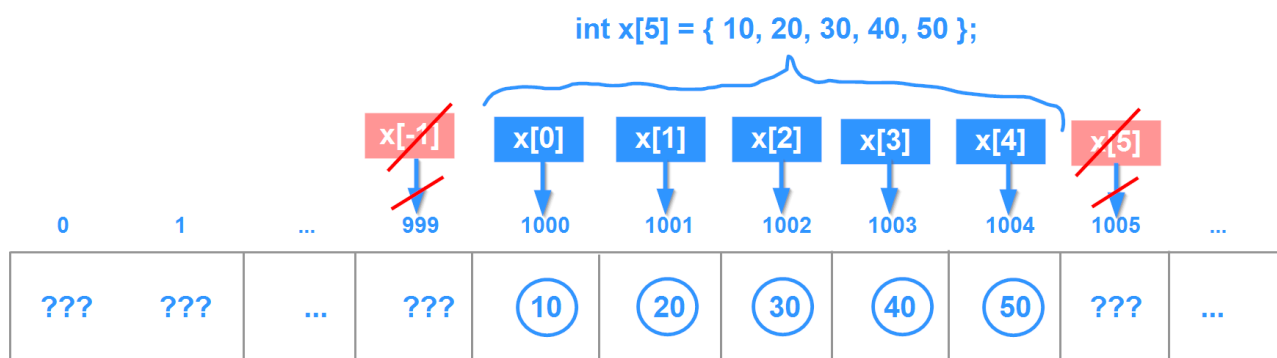 int x[5] = { 10, 20, 30, 40, 50 };
x[-1] x[0] x[1] x[2] x[3] x[4] x[5]
0 1 ... 999 1000 1001 1002 1003 1004 1005 ...
??? ??? ... ??? 10 20 30 40 50 ??? ...